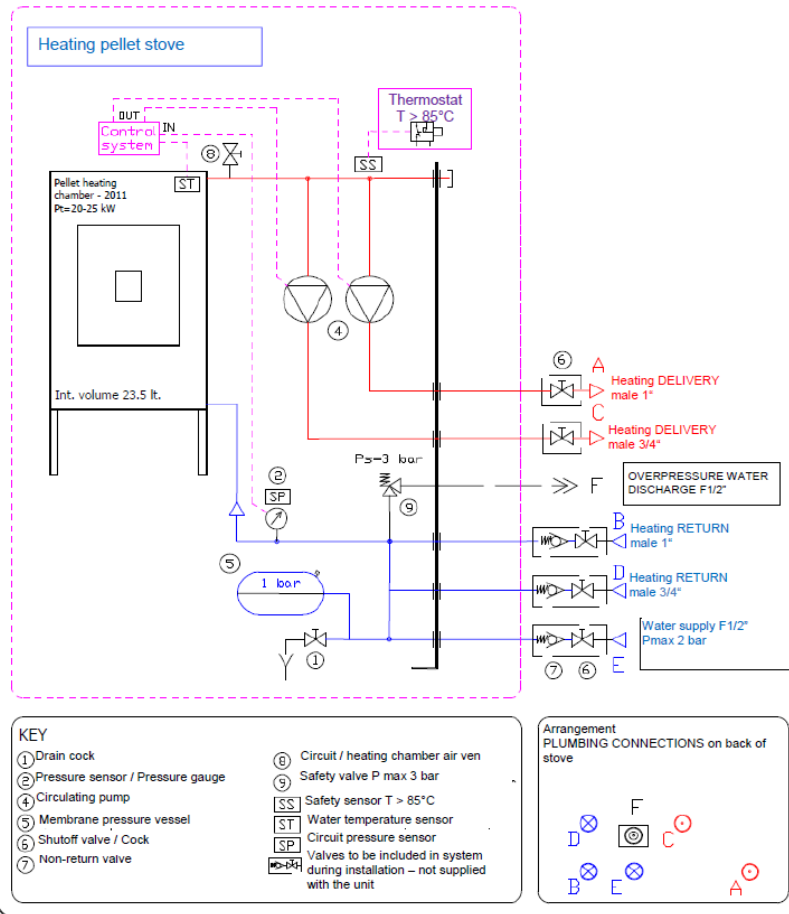 Heating pellet stove
Thermostat
T > 85°C
OUT
IN
Control
system
8
SS
ST
Pellet heating
chamber - 2011
Pt=20-25 kW
4
6
A
Heating DELIVERY
male 1"
C
Heating DELIVERY
male 3/4"
Int. volume 23.5 lt.
Ps-3 bar
2
SP
9
F
OVERPRESSURE WATER
DISCHARGE F1/2"
B
Heating RETURN
male 1"
5
1 bar
D
Heating RETURN
male 3/4"
Water supply F1/2"
Pmax 2 bar
1
7
6
E
KEY
1 Drain cock
2 Pressure sensor / Pressure gauge
4 Circulating pump
5 Membrane pressure vessel
6 Shutoff valve / Cock
7 Non-return valve
8 Circuit / heating chamber air ven
9 Safety valve P max 3 bar
SS Safety sensor T > 85°C
ST Water temperature sensor
SP Circuit pressure sensor
Valves to be included in system
during installation – not supplied
with the unit
Arrangement
PLUMBING CONNECTIONS on back of
stove
F
D
C
B
E
A